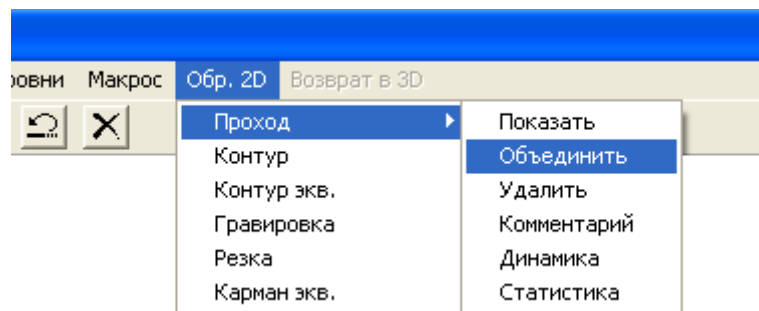 ровни Макрос Обр. 2D Возврат в 3D
Проход Показать
Контур Объединить
Контур экв. Удалить
Гравировка Комментарий
Резка Динамика
Карман экв. Статистика